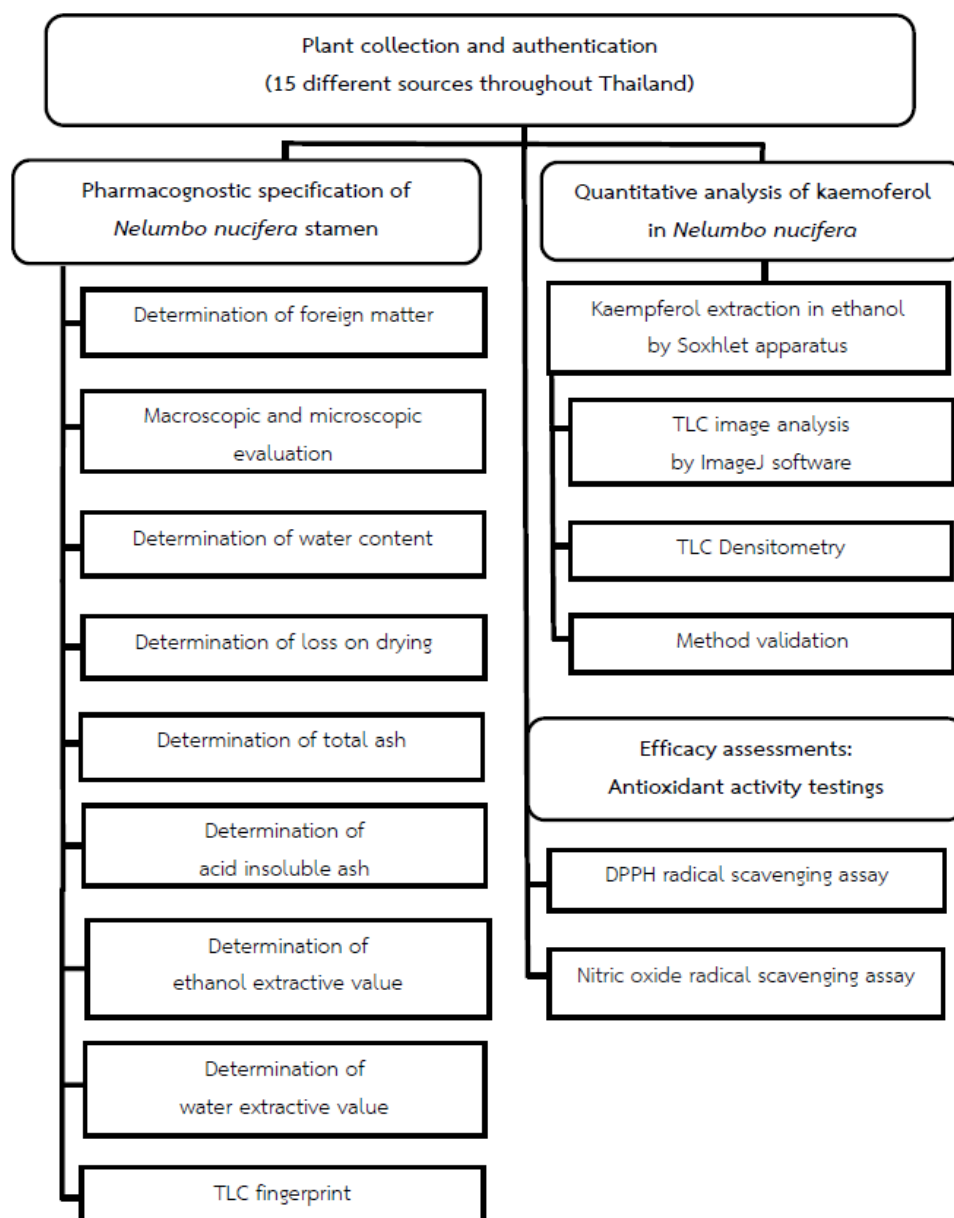 Plant collection and authentication
(15 different sources throughout Thailand)
Pharmacognostic specification of
Nelumbo nucifera stamen
Determination of foreign matter
Macroscopic and microscopic
evaluation
Determination of water content
Determination of loss on drying
Determination of total ash
Determination of
acid insoluble ash
Determination of
ethanol extractive value
Determination of
water extractive value
TLC fingerprint
Quantitative analysis of kaemoferol
in Nelumbo nucifera
Kaempferol extraction in ethanol
by Soxhlet apparatus
TLC image analysis
by ImageJ software
TLC Densitometry
Method validation
Efficacy assessments:
Antioxidant activity testings
DPPH radical scavenging assay
Nitric oxide radical scavenging assay